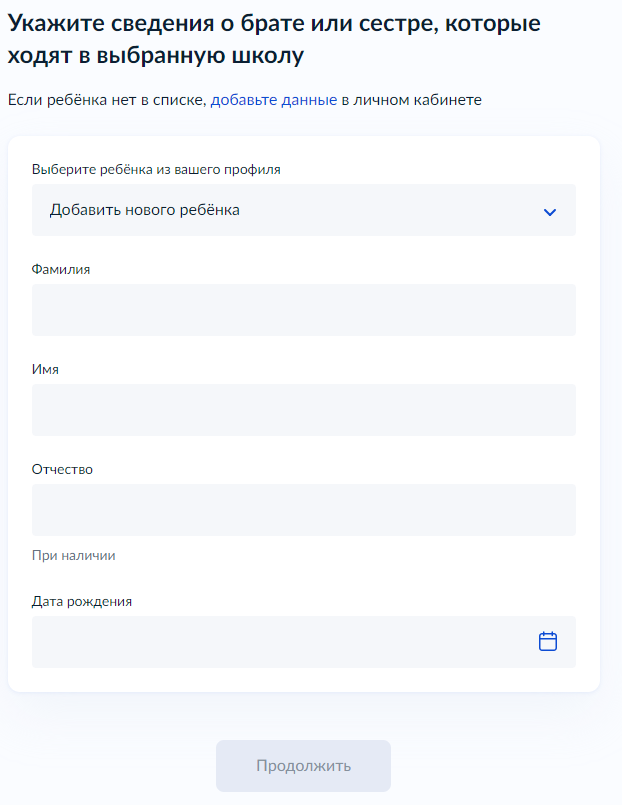 Укажите сведения о брате или сестре, которые
ходят в выбранную школу
Если ребёнка нет в списке, добавьте данные в личном кабинете
Выберите ребёнка из вашего профиля
Добавить нового ребёнка
Фамилия
Имя
Отчество
При наличии
Дата рождения
Продолжить